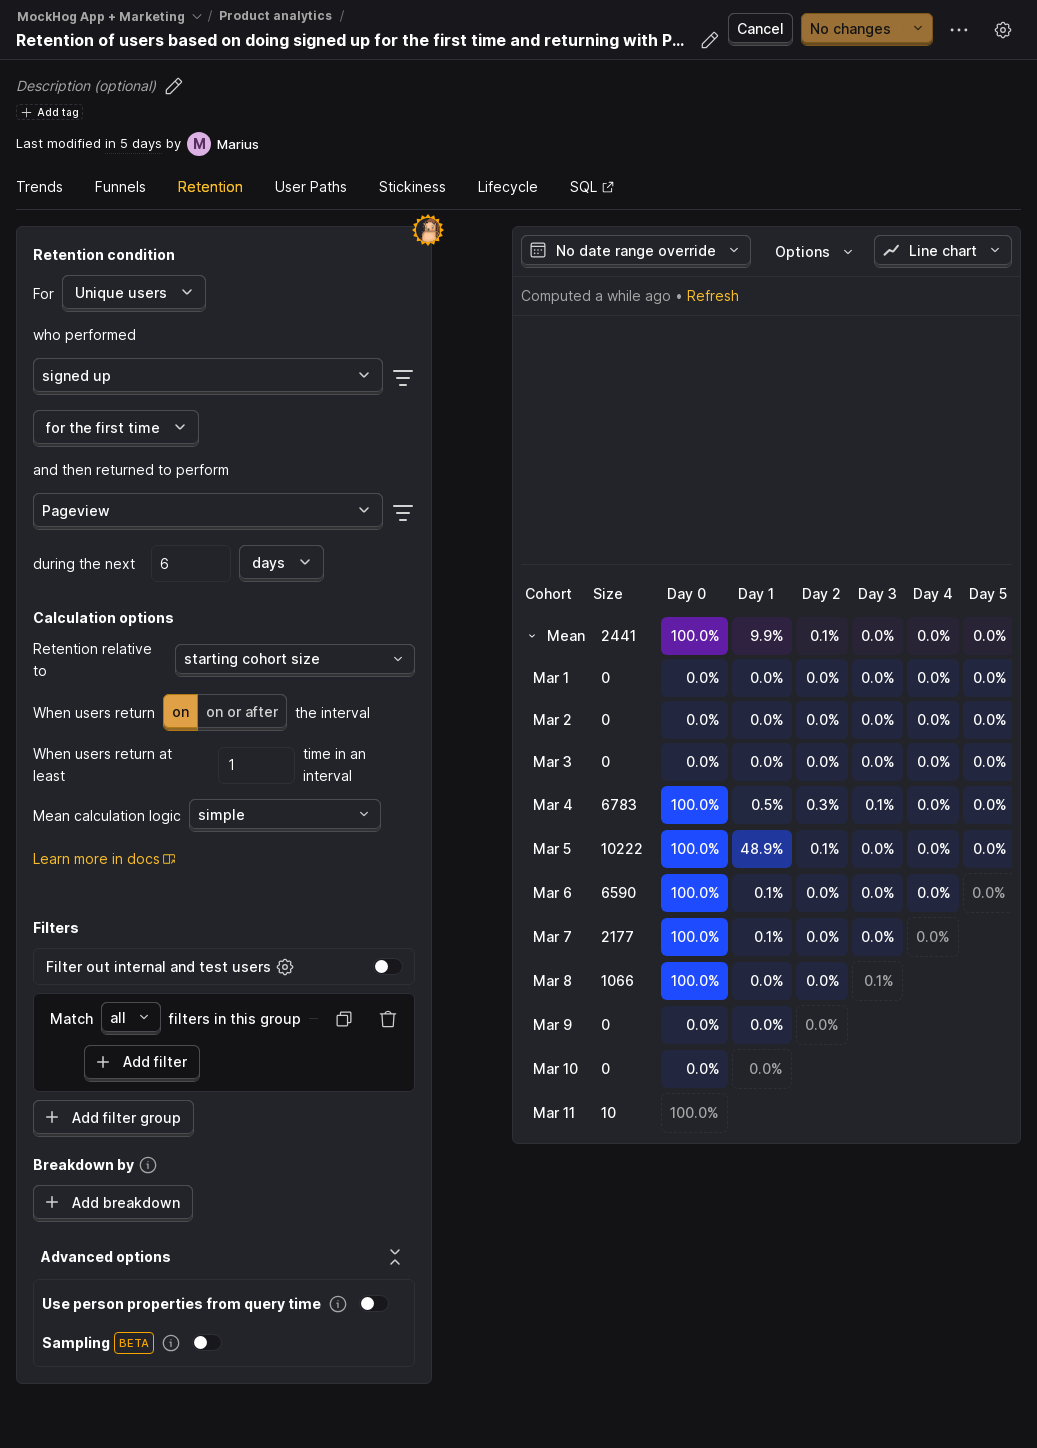 MockHog App + Marketing / Product analytics /
Retention of users based on doing signed up for the first time and returning with P...
Cancel
No changes
Description (optional)
Add tag
Last modified in 5 days by M Marius
Trends Funnels Retention User Paths Stickiness Lifecycle SQL
Retention condition
For Unique users
who performed
signed up
for the first time
and then returned to perform
Pageview
during the next 6 days
Calculation options
Retention relative
to
starting cohort size
When users return on on or after the interval
When users return at
least
1
time in an
interval
Mean calculation logic simple
Learn more in docs
Filters
Filter out internal and test users
Match all filters in this group
Add filter
Add filter group
Breakdown by
Add breakdown
Advanced options
Use person properties from query time
Sampling BETA
No date range override Options Line chart
Computed a while ago • Refresh
Cohort Size Day 0 Day 1 Day 2 Day 3 Day 4 Day 5
Mean 2441 100.0% 9.9% 0.1% 0.0% 0.0% 0.0%
Mar 1 0 0.0% 0.0% 0.0% 0.0% 0.0% 0.0%
Mar 2 0 0.0% 0.0% 0.0% 0.0% 0.0% 0.0%
Mar 3 0 0.0% 0.0% 0.0% 0.0% 0.0% 0.0%
Mar 4 6783 100.0% 0.5% 0.3% 0.1% 0.0% 0.0%
Mar 5 10222 100.0% 48.9% 0.1% 0.0% 0.0% 0.0%
Mar 6 6590 100.0% 0.1% 0.0% 0.0% 0.0% 0.0%
Mar 7 2177 100.0% 0.1% 0.0% 0.0% 0.0%
Mar 8 1066 100.0% 0.0% 0.0% 0.1%
Mar 9 0 0.0% 0.0% 0.0%
Mar 10 0 0.0% 0.0%
Mar 11 10 100.0%